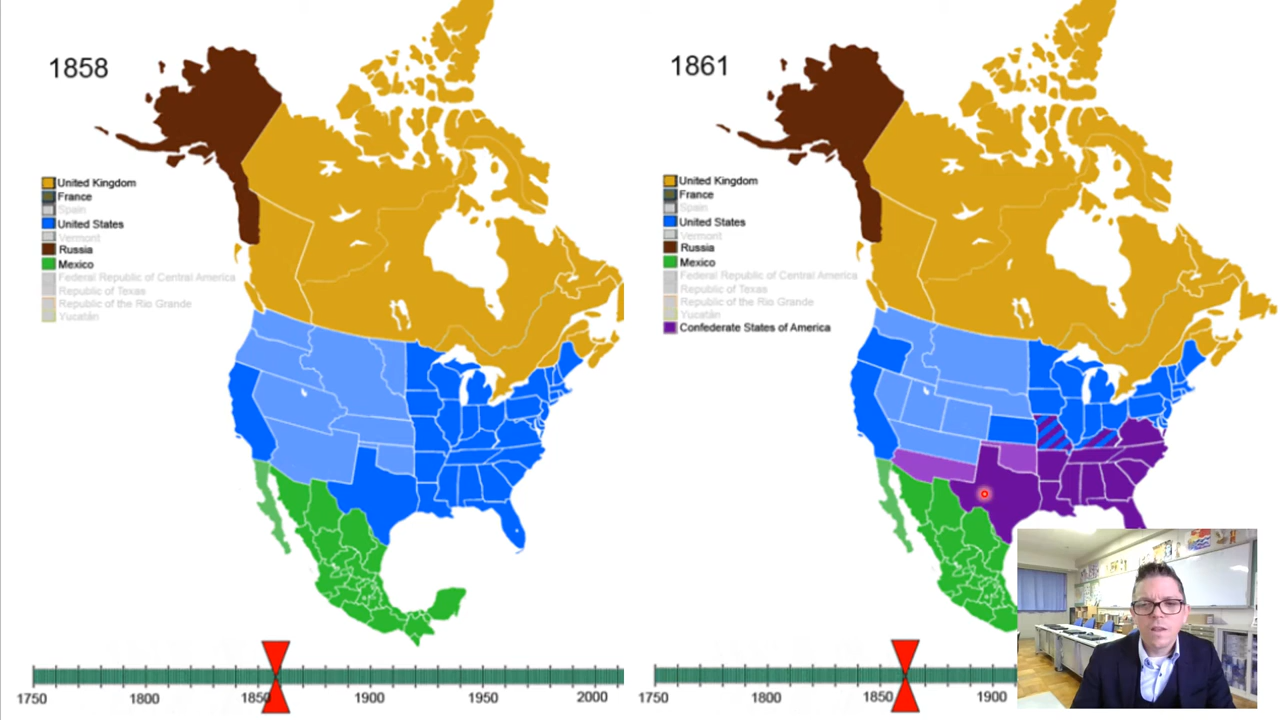 1858
United Kingdom
France
Spain
United States
Vermont
Russia
Mexico
Federal Republic of Central America
Republic of Texas
Republic of the Rio Grande
Yucatán
1750
1800
1850
1900
1950
2000
1861
United Kingdom
France
Spain
United States
Vermont
Russia
Mexico
Federal Republic of Central America
Republic of Texas
Republic of the Rio Grande
Yucatán
Confederate States of America
1750
1800
1850
1900